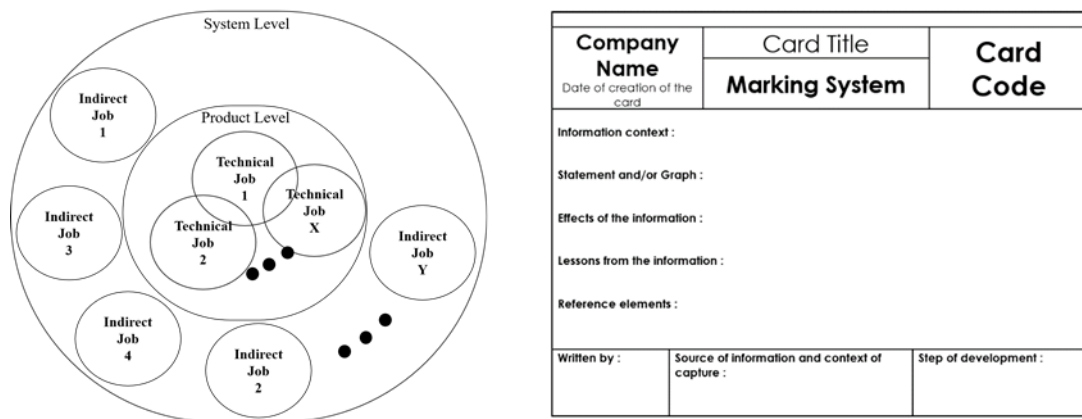 System Level
Indirect
Job
1
Product Level
Technical
Job
1
Technical
Job
X
Technical
Job
2
Indirect
Job
3
Indirect
Job
Y
Indirect
Job
4
Indirect
Job
2
Company
Name
Date of creation of the
card
Card Title
Marking System
Card
Code
Information context :
Statement and/or Graph :
Effects of the information :
Lessons from the information :
Reference elements :
Written by :
Source of information and context of
capture :
Step of development :